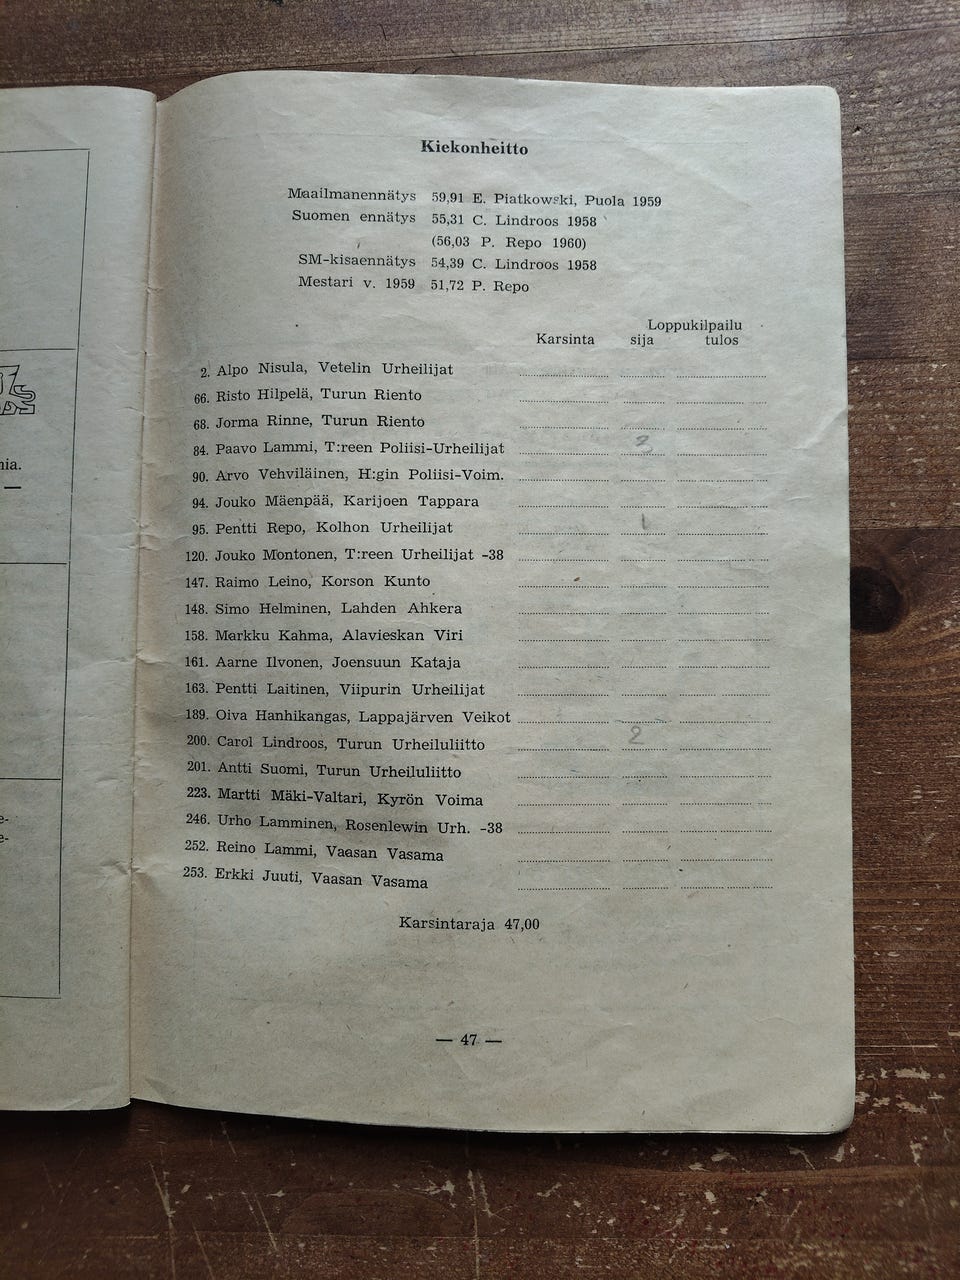 nia.
—
e-
e-
Kiekonheitto
Maailmanennätys 59,91 E. Piatkowski, Puola 1959
Suomen ennätys 55,31 C. Lindroos 1958
(56,03 P. Repo 1960)
SM-kisaennätys 54,39 C. Lindroos 1958
Mestari v. 1959 51,72 P. Repo
Loppukilpailu
Karsinta sija tulos
2. Alpo Nisula, Vetelin Urheilijat
66. Risto Hilpelä, Turun Riento
68. Jorma Rinne, Turun Riento
84. Paavo Lammi, T:reen Poliisi-Urheilijat 3
90. Arvo Vehviläinen, H:gin Poliisi-Voim.
94. Jouko Mäenpää, Karijoen Tappara
95. Pentti Repo, Kolhon Urheilijat 1
120. Jouko Montonen, T:reen Urheilijat -38
147. Raimo Leino, Korson Kunto
148. Simo Helminen, Lahden Ahkera
158. Markku Kahma, Alavieskan Viri
161. Aarne Ilvonen, Joensuun Kataja
163. Pentti Laitinen, Viipurin Urheilijat
189. Oiva Hanhikangas, Lappajärven Veikot
200. Carol Lindroos, Turun Urheiluliitto 2
201. Antti Suomi, Turun Urheiluliitto
223. Martti Mäki-Valtari, Kyrön Voima
246. Urho Lamminen, Rosenlewin Urh. -38
252. Reino Lammi, Vaasan Vasama
253. Erkki Juuti, Vaasan Vasama
Karsintaraja 47,00
— 47 —